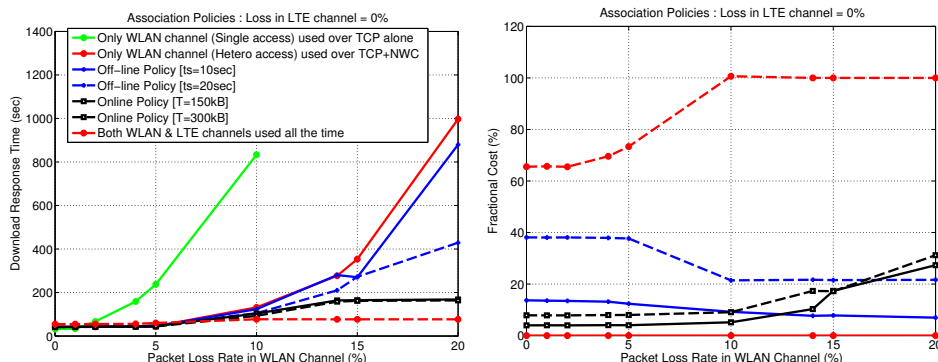 Association Policies : Loss in LTE channel = 0%
1400
1200
1000
800
600
400
200
0
Download Response Time (sec)
Only WLAN channel (Single access) used over TCP alone
Only WLAN channel (Hetero access) used over TCP+NWC
Off-line Policy [ts=10sec]
Off-line Policy [ts=20sec]
Online Policy [T=150kB]
Online Policy [T=300kB]
Both WLAN & LTE channels used all the time
0 5 10 15 20
Packet Loss Rate in WLAN Channel (%)
Association Policies : Loss in LTE channel = 0%
120
100
80
60
40
20
0
Fractional Cost (%)
0 5 10 15 20
Packet Loss Rate in WLAN Channel (%)